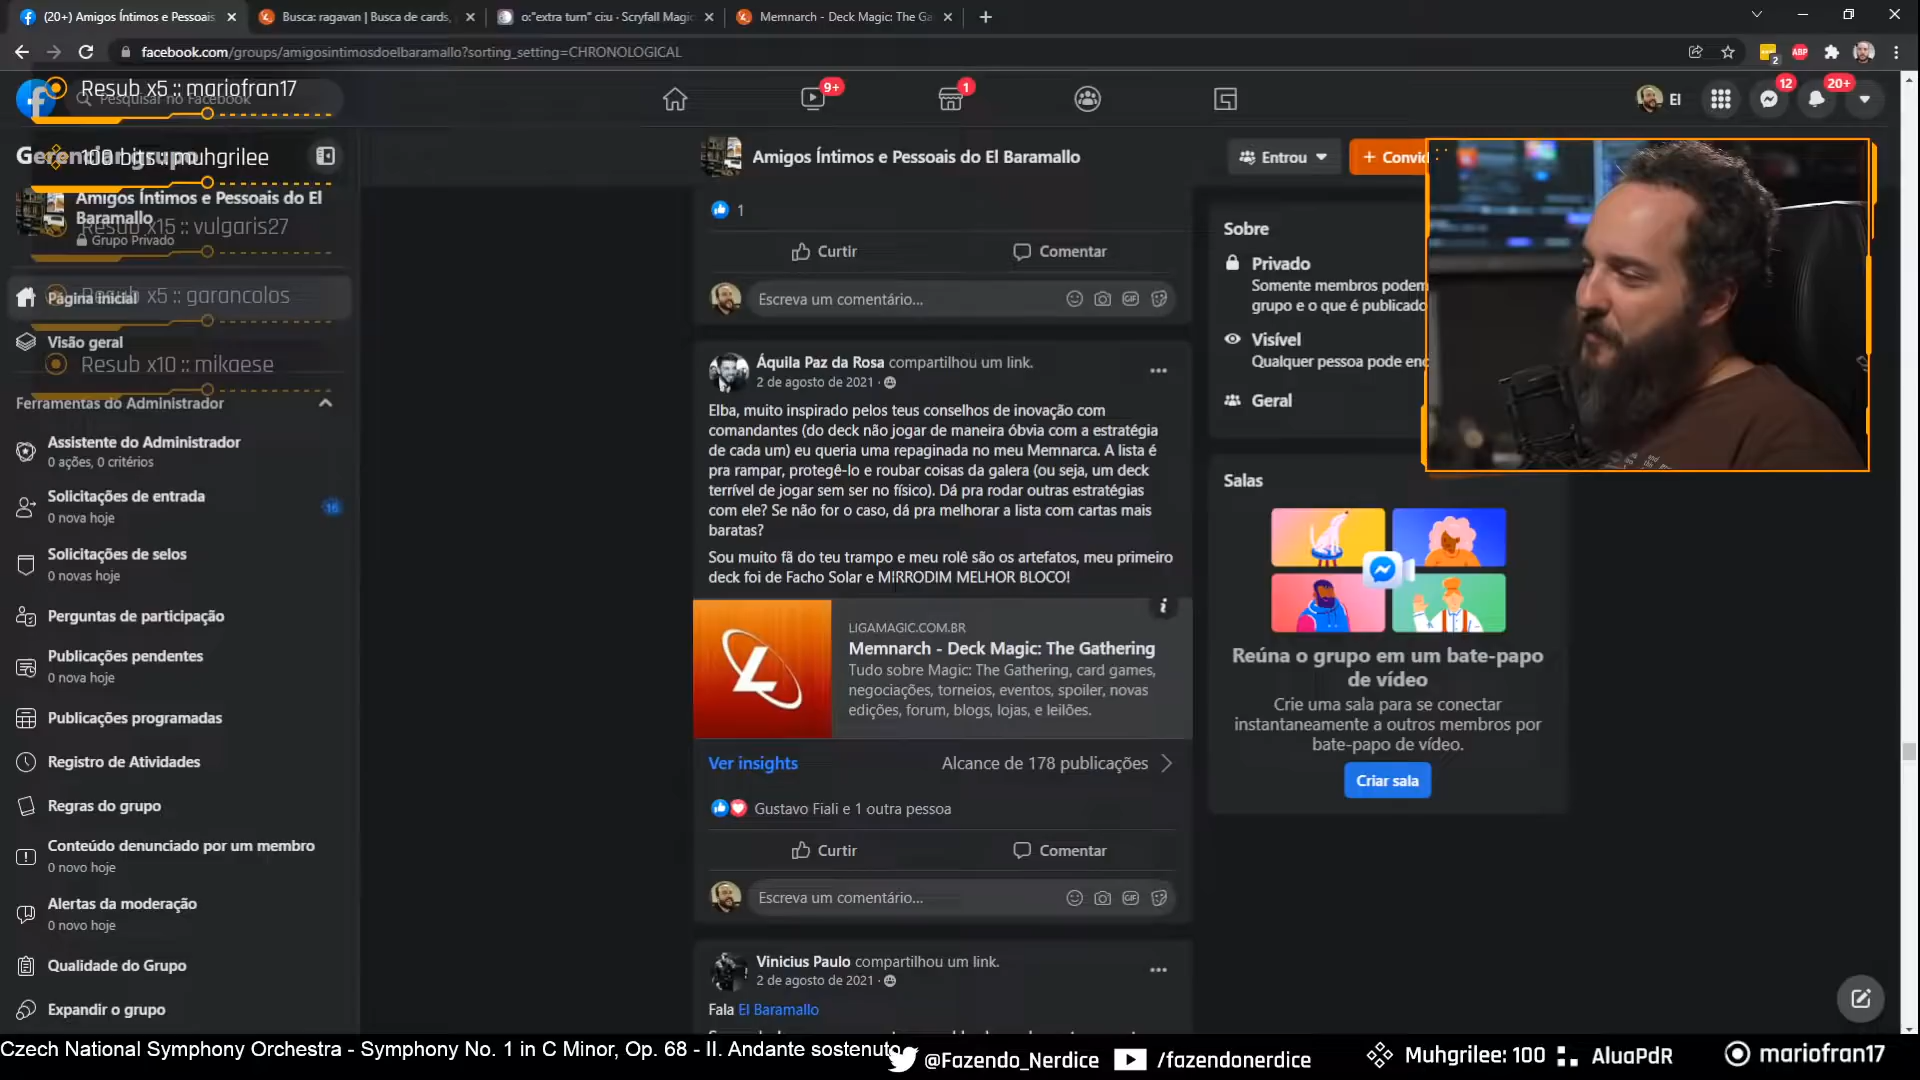 (20+) Amigos Íntimos e Pessoais
Busca: ragavan | Busca de cards,
o:"extra turn" ci:u · Scryfall Magic
Memnarch - Deck Magic: The Ga
facebook.com/groups/amigosintimosdoelbaramallo?sorting_setting=CHRONOLOGICAL
2
ABP
Resub x5 :: mariofran17
Pesquisar no Facebook
9+
1
El
12
20+
Gerenciar grupo
100 bits :: muhgrilee
Amigos Íntimos e Pessoais do El Baramallo
Entrou
+ Convid
Amigos Íntimos e Pessoais do El
Baramallo
Resub x15 :: vulgaris27
Grupo Privado
Página inicial
Resub x5 :: garancolos
Visão geral
Resub x10 :: mikaese
Ferramentas do Administrador
Assistente do Administrador
0 ações, 0 critérios
Solicitações de entrada
0 nova hoje
16
Solicitações de selos
0 novas hoje
Perguntas de participação
Publicações pendentes
0 nova hoje
Publicações programadas
Registro de Atividades
Regras do grupo
Conteúdo denunciado por um membro
0 novo hoje
Alertas da moderação
0 novo hoje
Qualidade do Grupo
Expandir o grupo
1
Curtir
Comentar
Escreva um comentário...
GIF
Áquila Paz da Rosa compartilhou um link.
2 de agosto de 2021 ·
Elba, muito inspirado pelos teus conselhos de inovação com
comandantes (do deck não jogar de maneira óbvia com a estratégia
de cada um) eu queria uma repaginada no meu Memnarca. A lista é
pra rampar, protegê-lo e roubar coisas da galera (ou seja, um deck
terrível de jogar sem ser no físico). Dá pra rodar outras estratégias
com ele? Se não for o caso, dá pra melhorar a lista com cartas mais
baratas?
Sou muito fã do teu trampo e meu rolê são os artefatos, meu primeiro
deck foi de Facho Solar e MIRRODIM MELHOR BLOCO!
LIGAMAGIC.COM.BR
Memnarch - Deck Magic: The Gathering
Tudo sobre Magic: The Gathering, card games,
negociações, torneios, eventos, spoiler, novas
edições, forum, blogs, lojas, e leilões.
Ver insights
Alcance de 178 publicações
Gustavo Fiali e 1 outra pessoa
Curtir
Comentar
Escreva um comentário...
GIF
Vinicius Paulo compartilhou um link.
2 de agosto de 2021 ·
Fala El Baramallo
Sobre
Privado
Somente membros podem
grupo e o que é publicado
Visível
Qualquer pessoa pode enc
Geral
Salas
Reúna o grupo em um bate-papo
de vídeo
Crie uma sala para se conectar
instantaneamente a outros membros por
bate-papo de vídeo.
Criar sala
Czech National Symphony Orchestra - Symphony No. 1 in C Minor, Op. 68 - II. Andante sostenuto
@Fazendo_Nerdice
/fazendonerdice
Muhgrilee: 100
AluaPdR
mariofran17